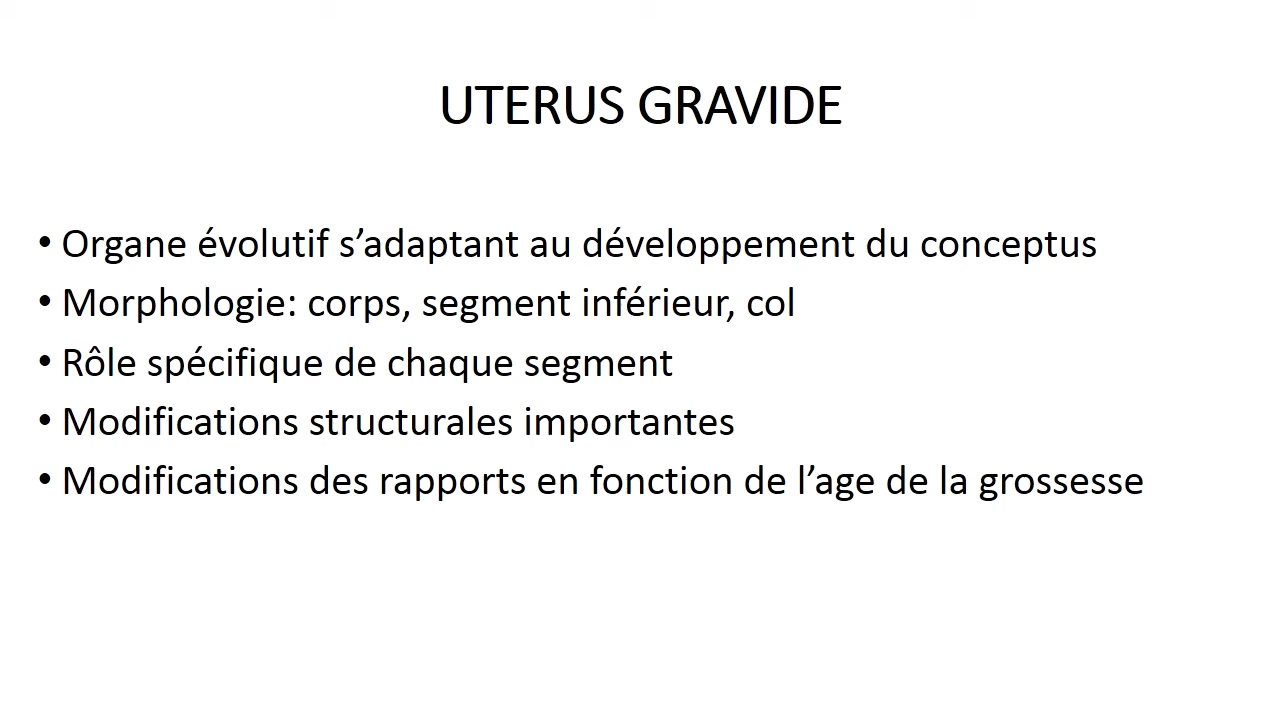 UTERUS GRAVIDE
• Organe évolutif s’adaptant au développement du conceptus
• Morphologie: corps, segment inférieur, col
• Rôle spécifique de chaque segment
• Modifications structurales importantes
• Modifications des rapports en fonction de l’age de la grossesse